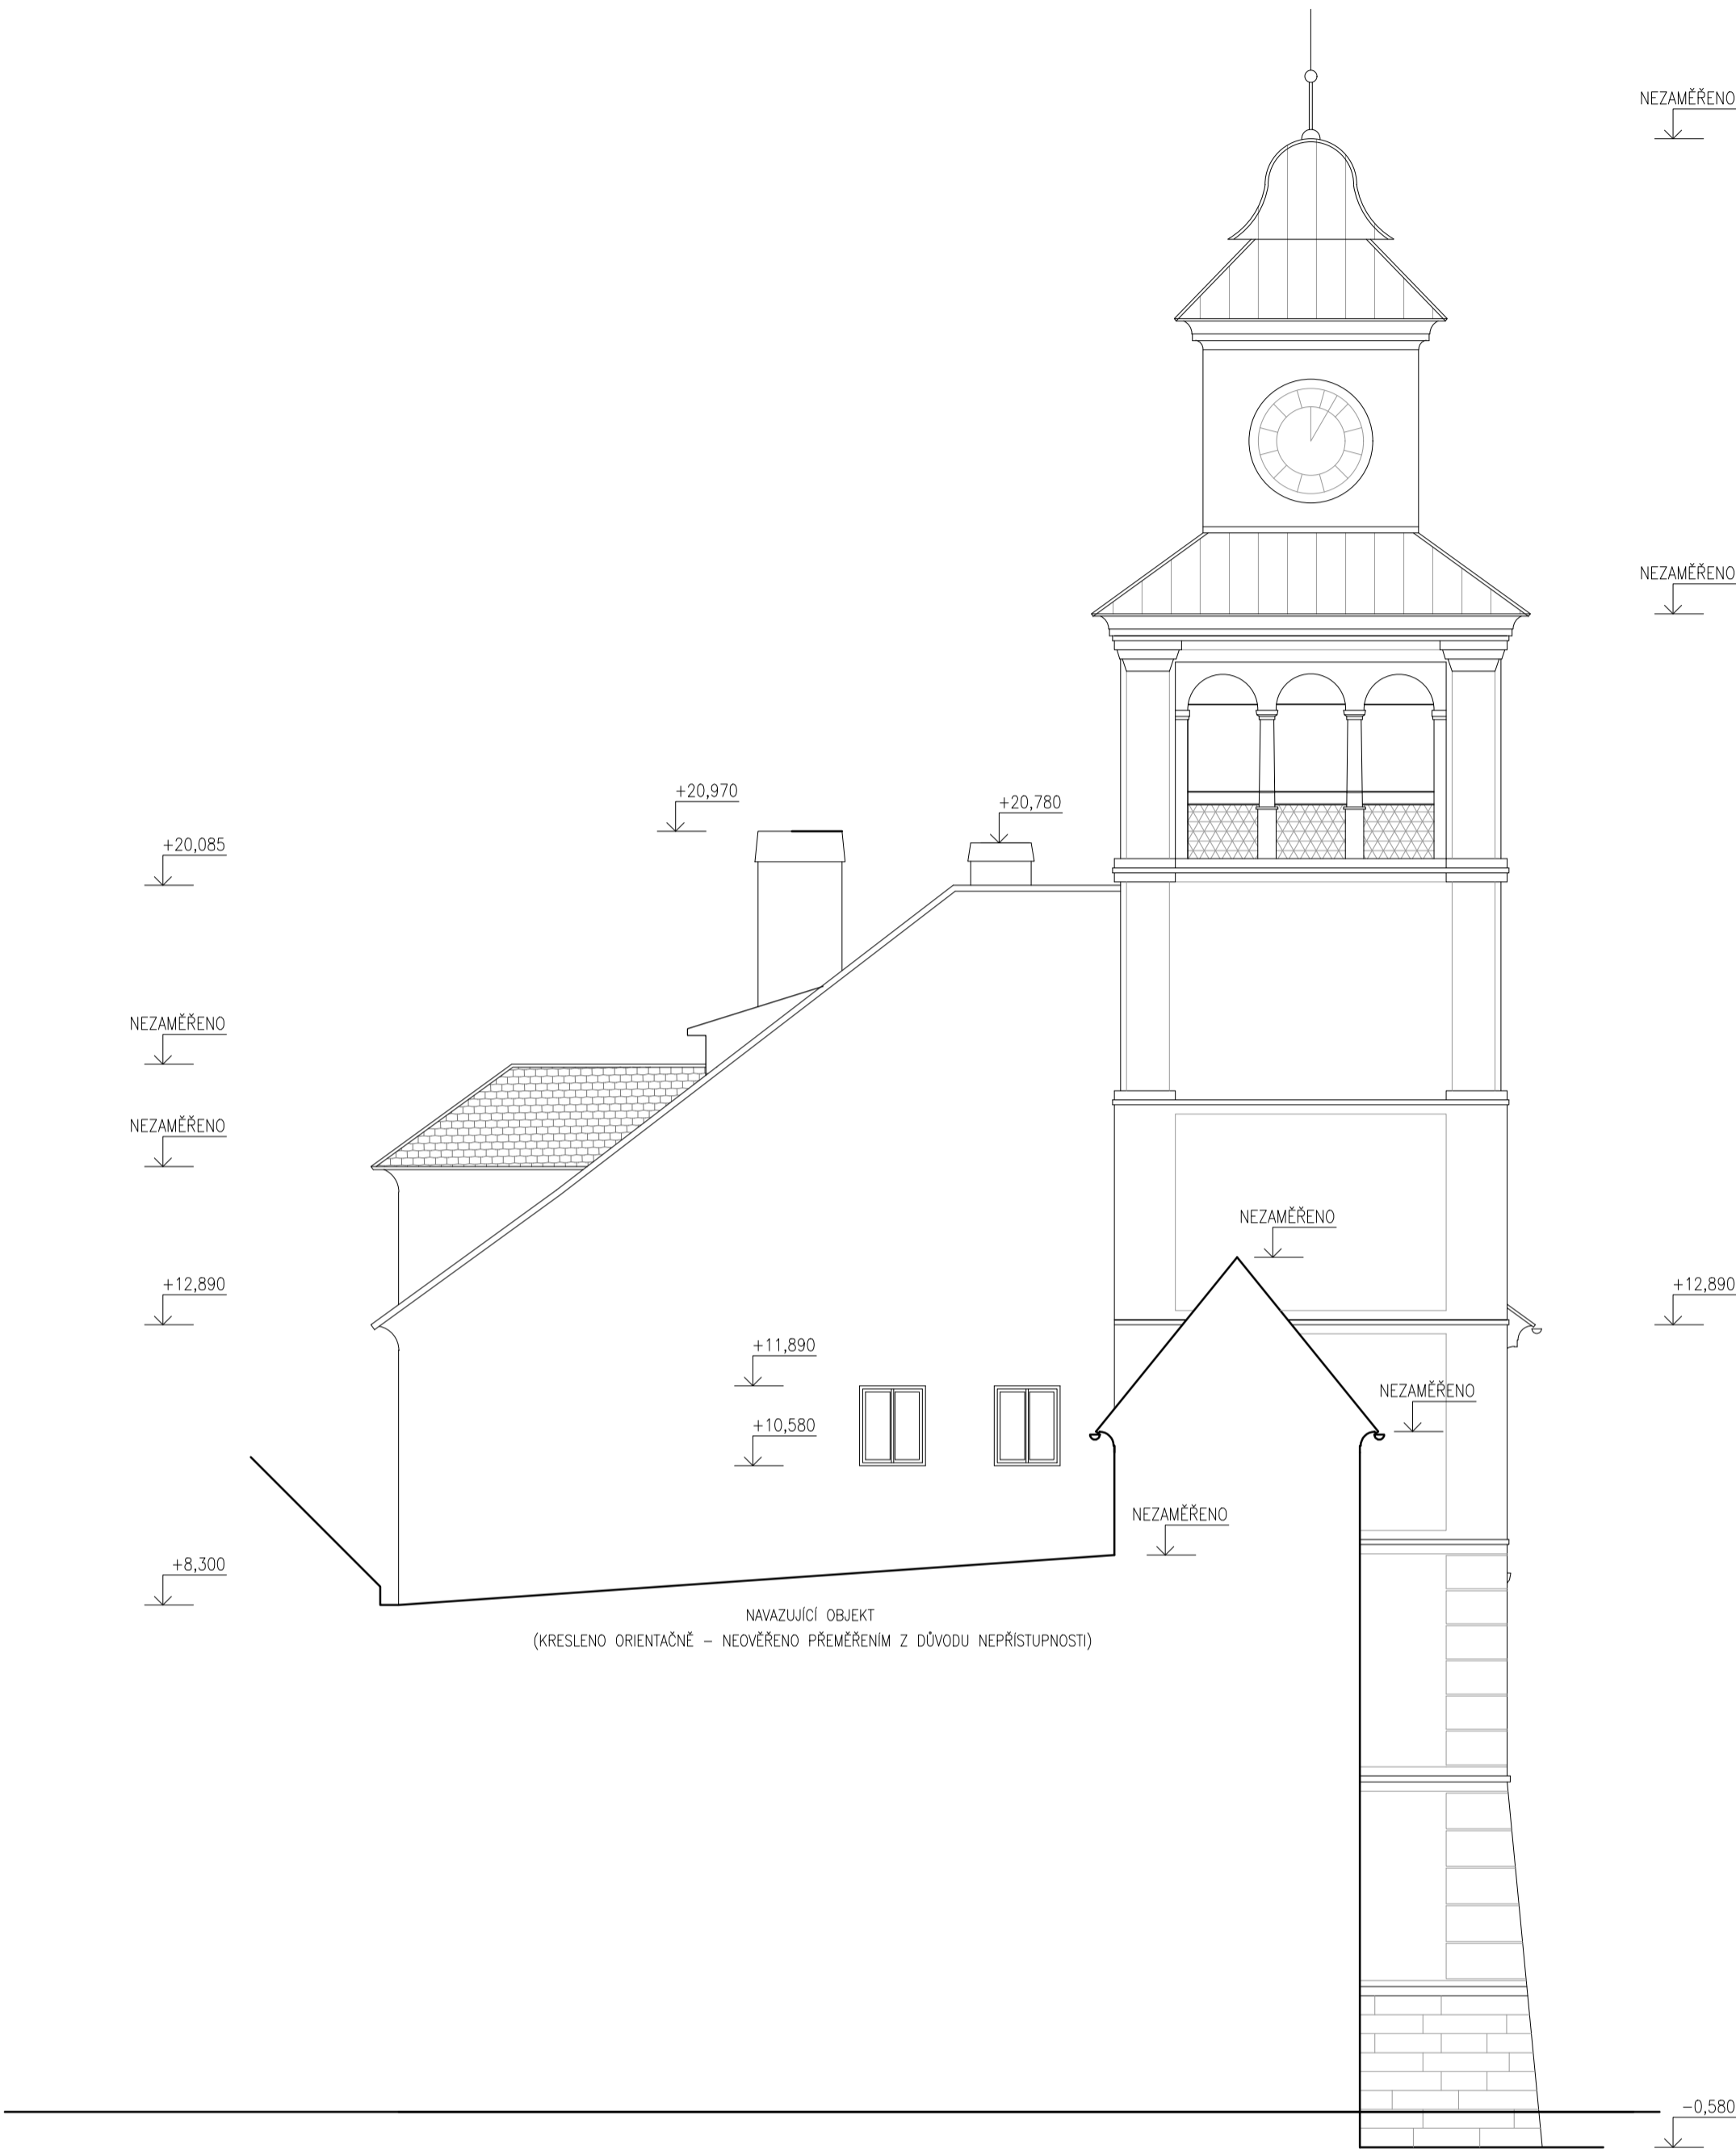 NEZAMĚŘENO
NEZAMĚŘENO
+20,970
+20,780
+20,085
NEZAMĚŘENO
NEZAMĚŘENO
NEZAMĚŘENO
+12,890
+12,890
+11,890
NEZAMĚŘENO
+10,580
NEZAMĚŘENO
+8,300
NAVAZUJÍCÍ OBJEKT
(KRESLENO ORIENTAČNĚ – NEOVĚŘENO PŘEMĚŘENÍM Z DŮVODU NEPŘÍSTUPNOSTI)
−0,580